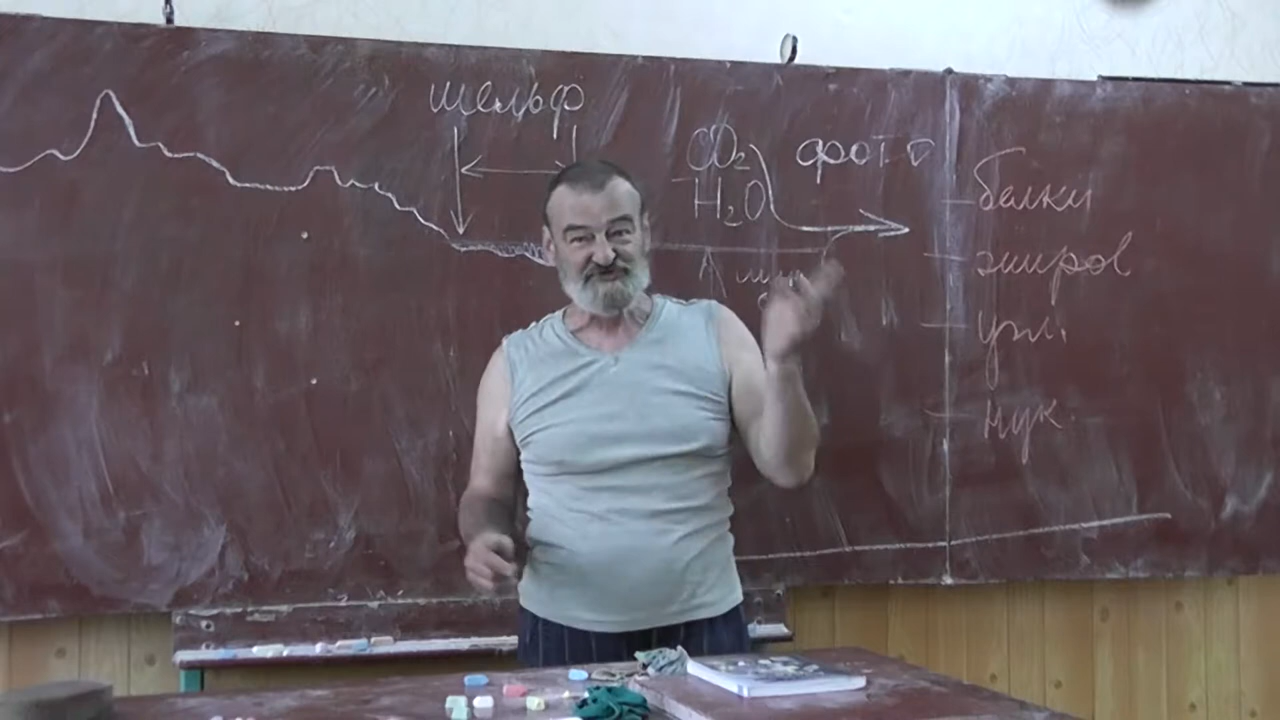 шельф
CO₂ фот
H₂O
белки
жиров
угл.
нук.